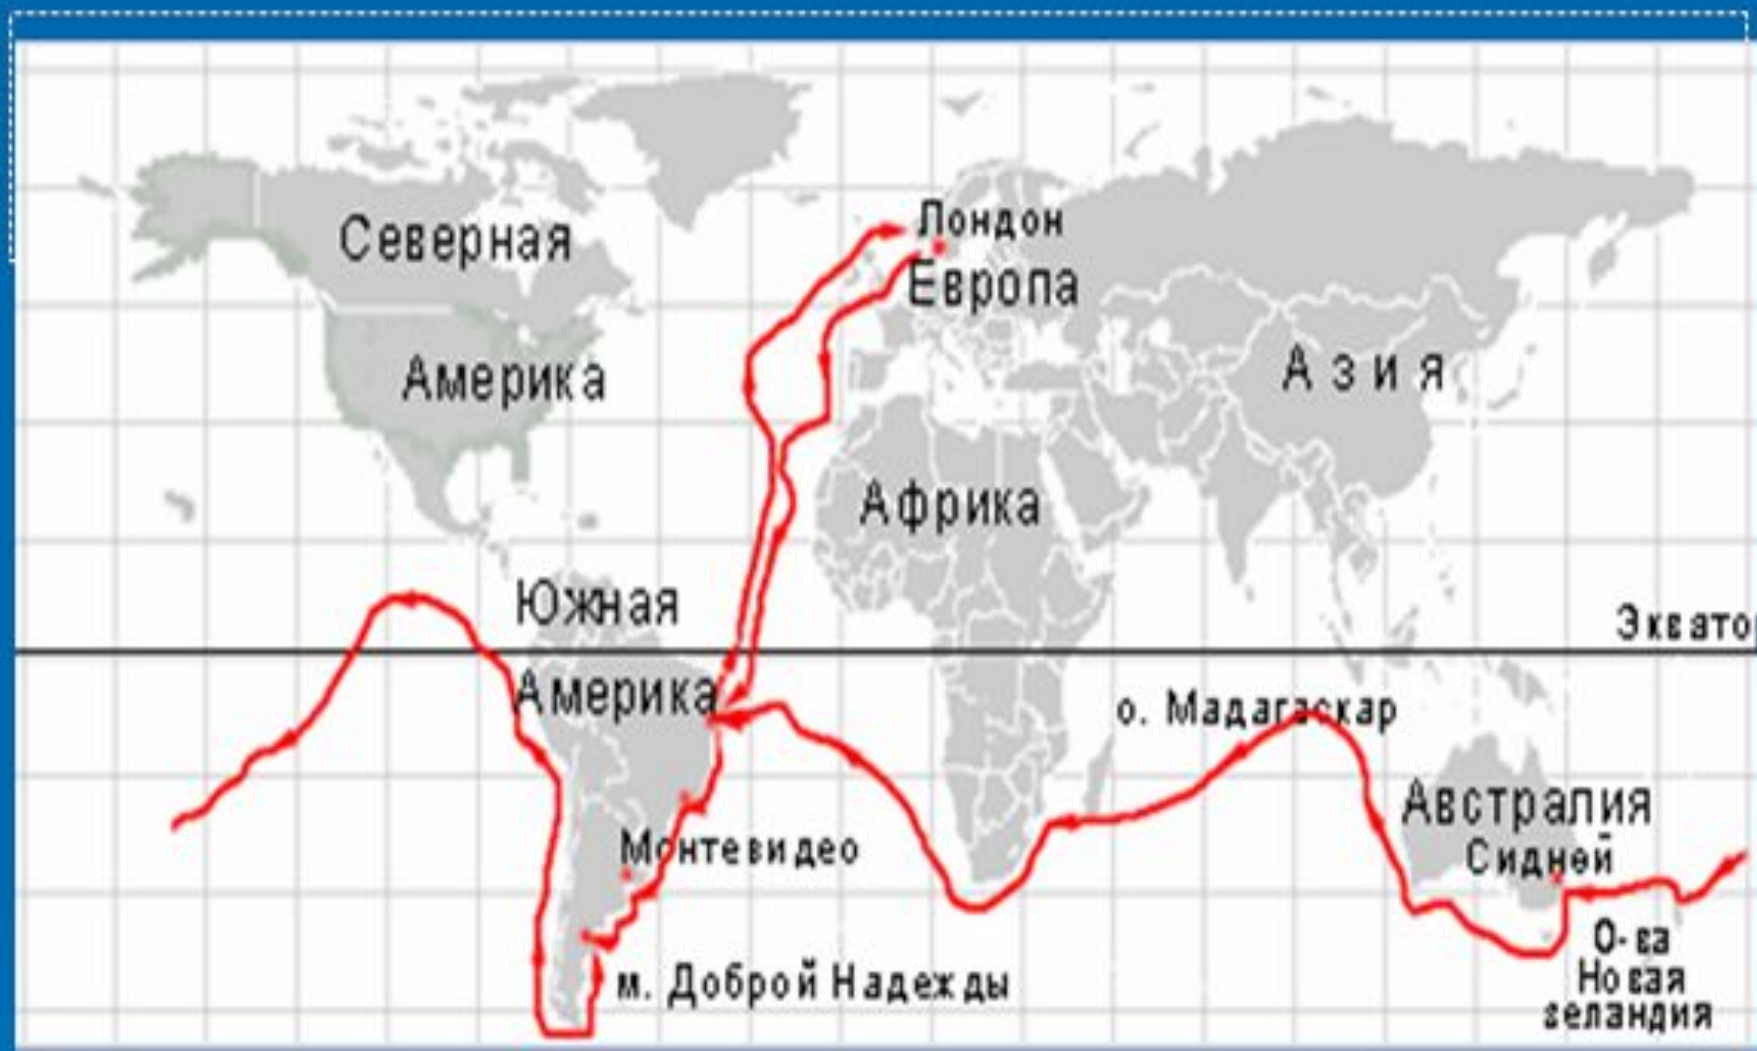 Лондон
Северная
Европа
Америка
Азия
Африка
Южная
Экватор
Америка
о. Мадагаскар
Австралия
Сидней
Монтевидео
О-ва
Новая
зеландия
м. Доброй Надежды